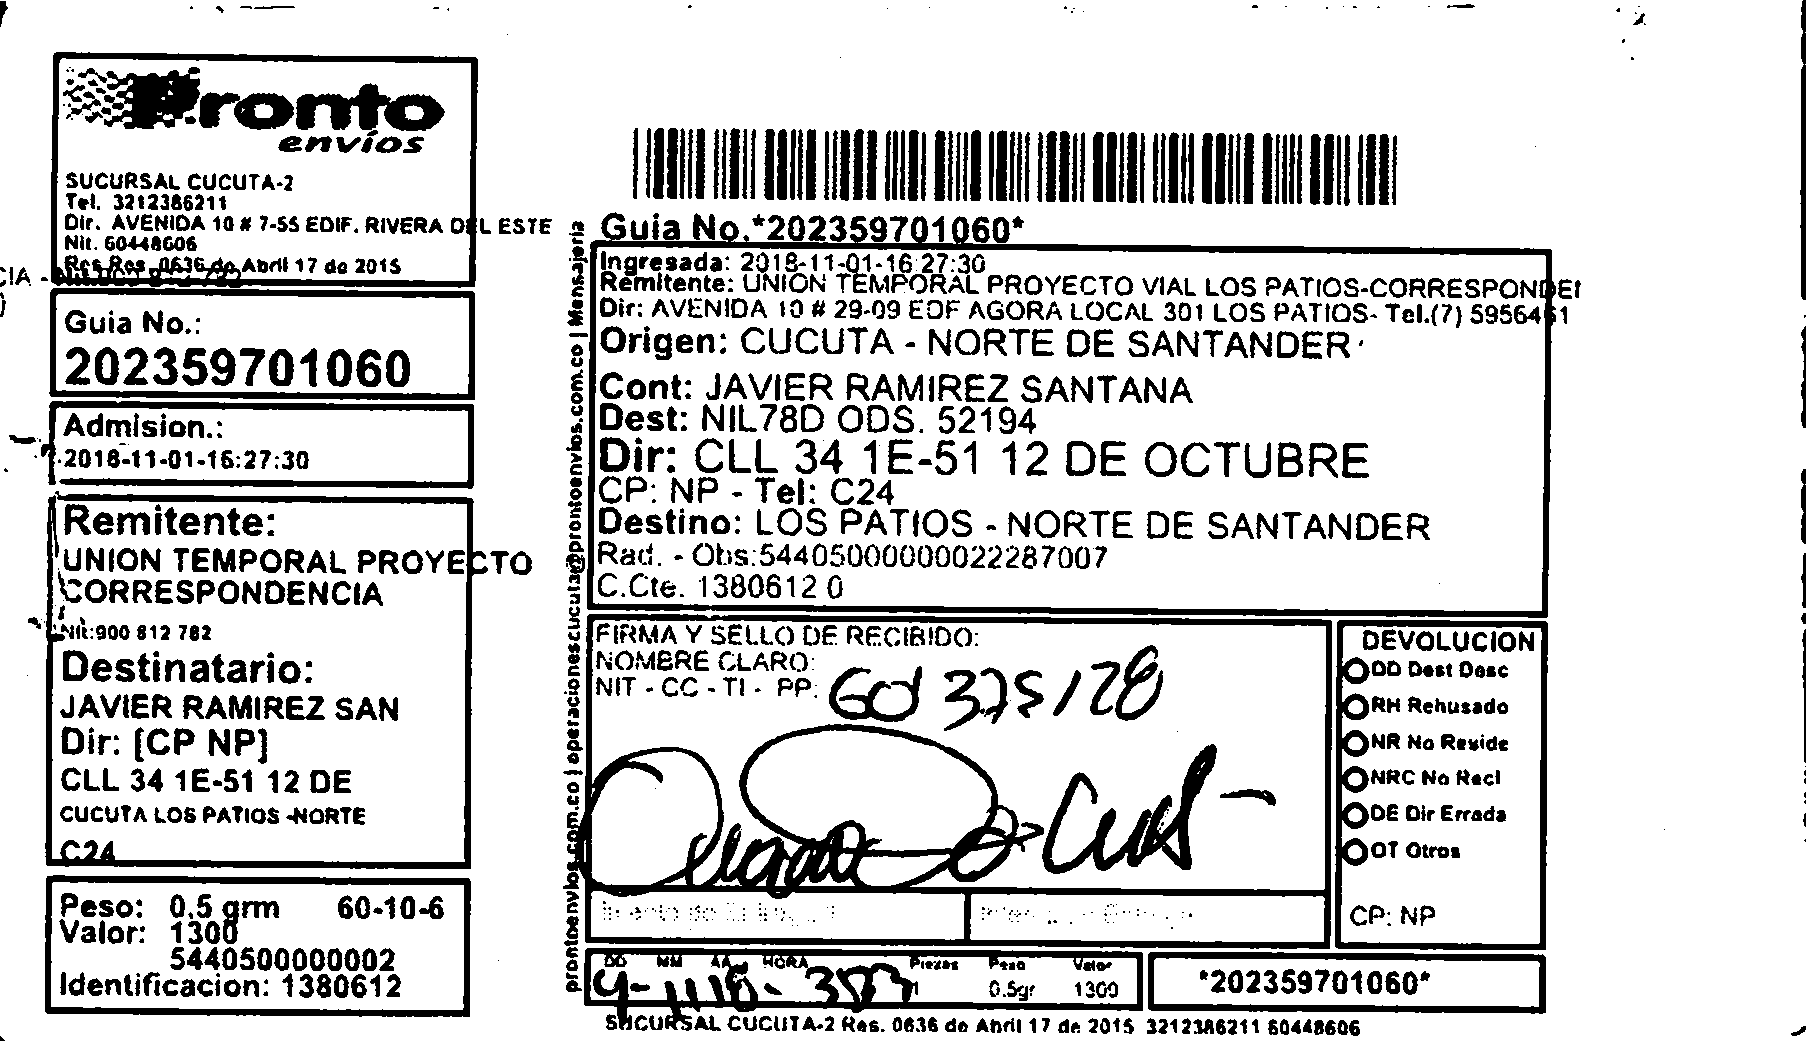 Pronto
envíos
SUCURSAL CUCUTA-2
Tel. 3212386211
Dir. AVENIDA 10 # 7-55 EDIF. RIVERA DEL ESTE
Nit. 60448606
Res Res. 0636 de Abril 17 de 2015
Guia No.:
202359701060
Admision.:
2018-11-01-16:27:30
Remitente:
UNION TEMPORAL PROYECTO
CORRESPONDENCIA
Nit:900 812 782
Destinatario:
JAVIER RAMIREZ SAN
Dir: [CP NP]
CLL 34 1E-51 12 DE
CUCUTA LOS PATIOS -NORTE
C24
Peso: 0.5 grm 60-10-6
Valor: 1300
5440500000002
Identificacion: 1380612
prontoenvios.com.co | operacionescucuta@prontoenvios.com.co | Mensajeria
Guia No.*202359701060*
Ingresada: 2018-11-01-16:27:30
Remitente: UNION TEMPORAL PROYECTO VIAL LOS PATIOS-CORRESPONDEI
Dir: AVENIDA 10 # 29-09 EDF AGORA LOCAL 301 LOS PATIOS- Tel.(7) 5956461
Origen: CUCUTA - NORTE DE SANTANDER
Cont: JAVIER RAMIREZ SANTANA
Dest: NIL78D ODS. 52194
Dir: CLL 34 1E-51 12 DE OCTUBRE
CP: NP - Tel: C24
Destino: LOS PATIOS - NORTE DE SANTANDER
Rad. - Obs:54405000000022287007
C.Cte. 1380612 0
FIRMA Y SELLO DE RECIBIDO:
NOMBRE CLARO:
NIT - CC - TI - PP:
DEVOLUCION
DD Dest Desc
RH Rehusado
NR No Reside
NRC No Recl
DE Dir Errada
OT Otros
CP: NP
DD MM AA HORA Piezas Peso Valor
1 0.5gr 1300
*202359701060*
SUCURSAL CUCUTA-2 Res. 0636 de Abril 17 de 2015 3212386211 60448606